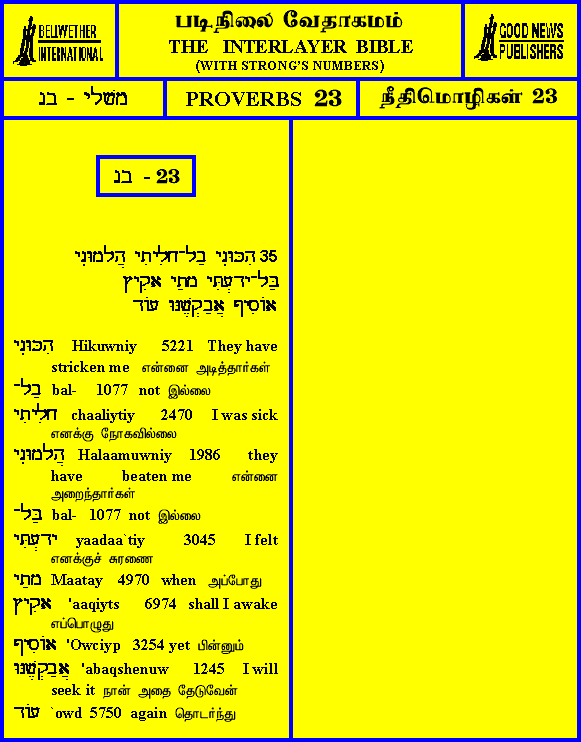 BELLWETHER
INTERNATIONAL
படிநிலை வேதாகமம்
THE INTERLAYER BIBLE
(WITH STRONG'S NUMBERS)
GOOD NEWS
PUBLISHERS
משלי - בנ
PROVERBS 23
நீதிமொழிகள் 23
בנ - 23
35 הִכּוּנִי בַל־חָלִיתִי הֲלָמוּנִי
בַּל־יָדָעְתִּי מָתַי אָקִיץ
אוֹסִיף אֲבַקְשֶׁנּוּ עוֹד
הִכּוּנִי Hikuwniy 5221 They have
stricken me என்னை அடித்தார்கள்
בַל־ bal- 1077 not இல்லை
חָלִיתִי chaaliytiy 2470 I was sick
எனக்கு நோகவில்லை
הֲלָמוּנִי Halaamuwniy 1986 they
have beaten me என்னை
அறைந்தார்கள்
בַּל־ bal- 1077 not இல்லை
יָדָעְתִּי yaadaa`tiy 3045 I felt
எனக்குச் சுரணை
מָתַי Maatay 4970 when அப்போது
אָקִיץ 'aaqiyts 6974 shall I awake
எப்பொழுது
אוֹסִיף 'Owciyp 3254 yet பின்னும்
אֲבַקְשֶׁנּוּ 'abaqshenuw 1245 I will
seek it நான் அதை தேடுவேன்
עוֹד `owd 5750 again தொடர்ந்து